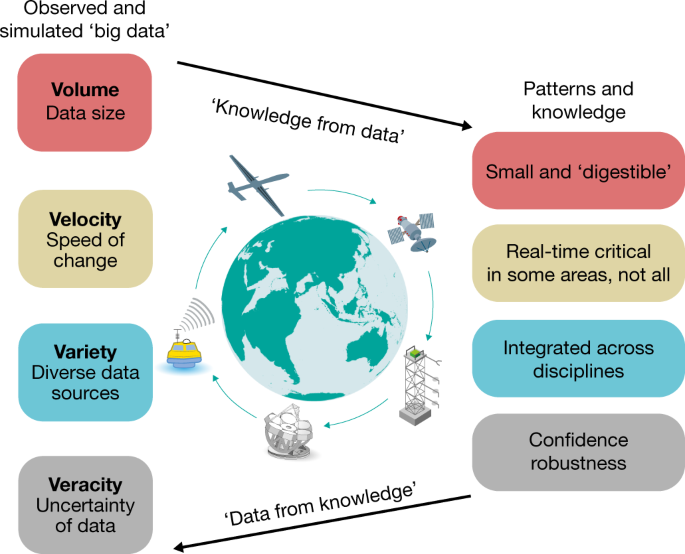 Observed and
simulated 'big data'
Volume
Data size
Velocity
Speed of
change
Variety
Diverse data
sources
Veracity
Uncertainty
of data
'Knowledge from data'
'Data from knowledge'
Patterns and
knowledge
Small and 'digestible'
Real-time critical
in some areas, not all
Integrated across
disciplines
Confidence
robustness